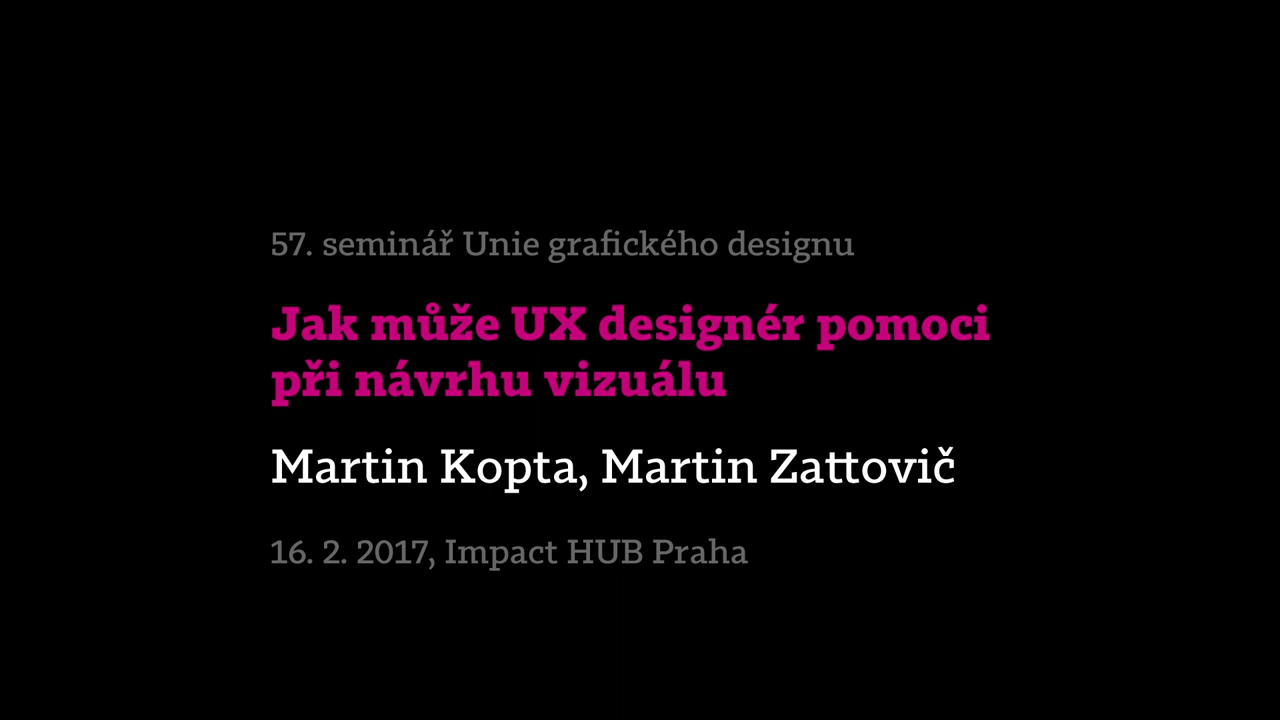 57. seminář Unie grafického designu
Jak může UX designér pomoci
při návrhu vizuálu
Martin Kopta, Martin Zattovič
16. 2. 2017, Impact HUB Praha